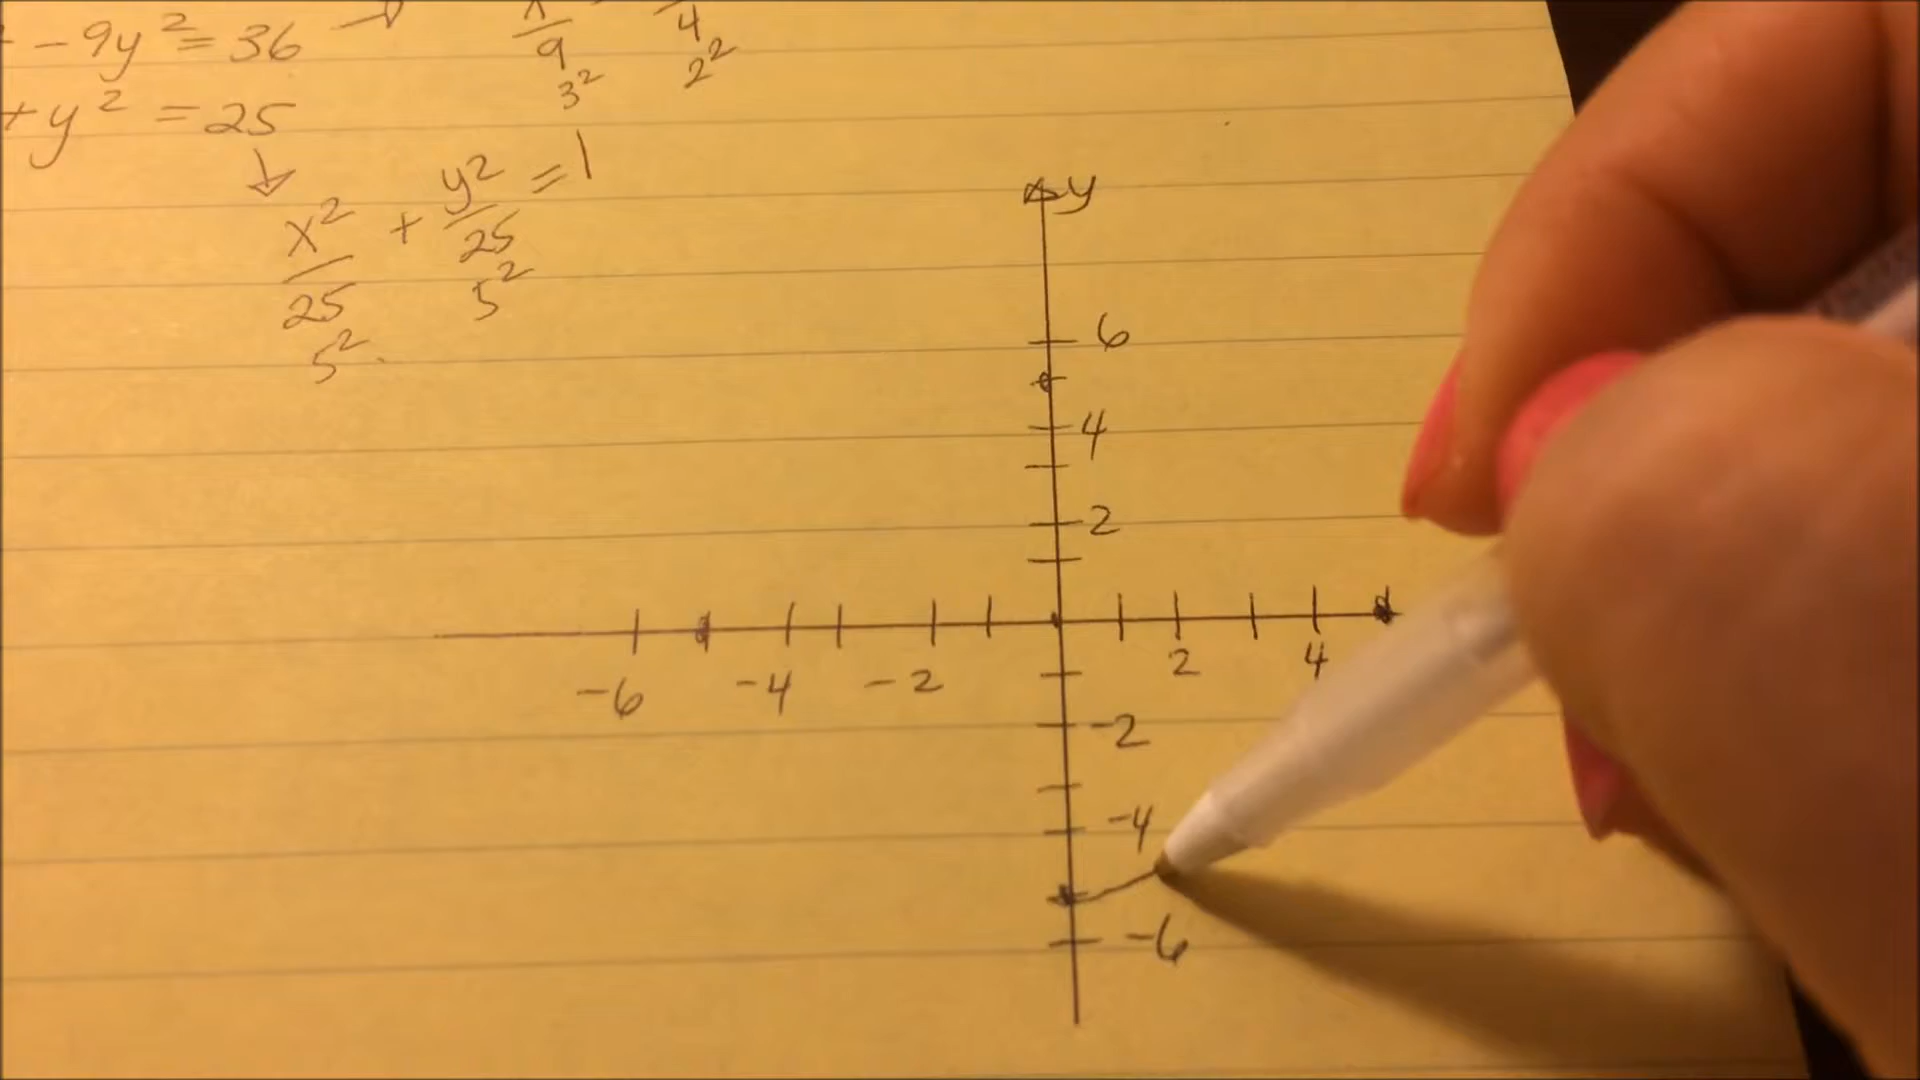 - 9y² = 36 → x/9 4
3² 2²
+ y² = 25
↓
x²/25 + y²/25 = 1
5² 5²
y
6
4
2
-6 -4 -2 2 4
-2
-4
-6